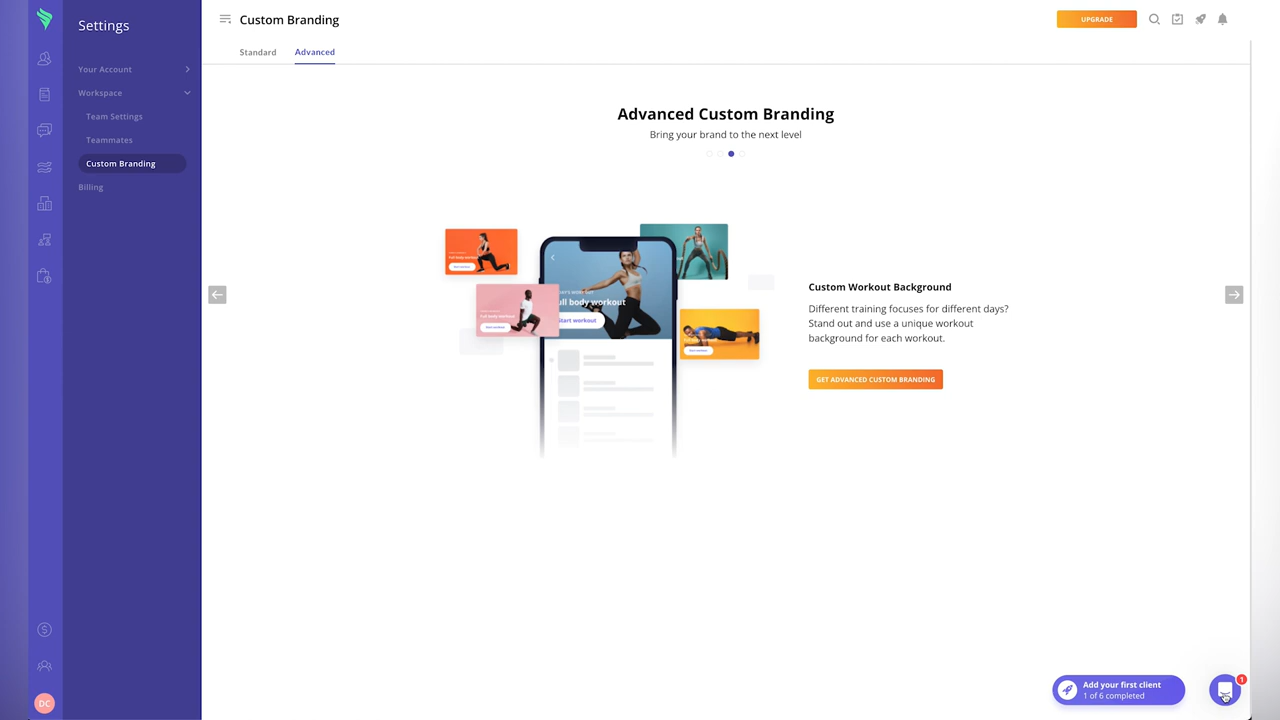 Settings
Your Account
Workspace
Team Settings
Teammates
Custom Branding
Billing
DC
Custom Branding
UPGRADE
Standard
Advanced
Advanced Custom Branding
Bring your brand to the next level
Full body workout
Start workout
Custom Workout Background
Different training focuses for different days?
Stand out and use a unique workout
background for each workout.
GET ADVANCED CUSTOM BRANDING
Add your first client
1 of 6 completed
1